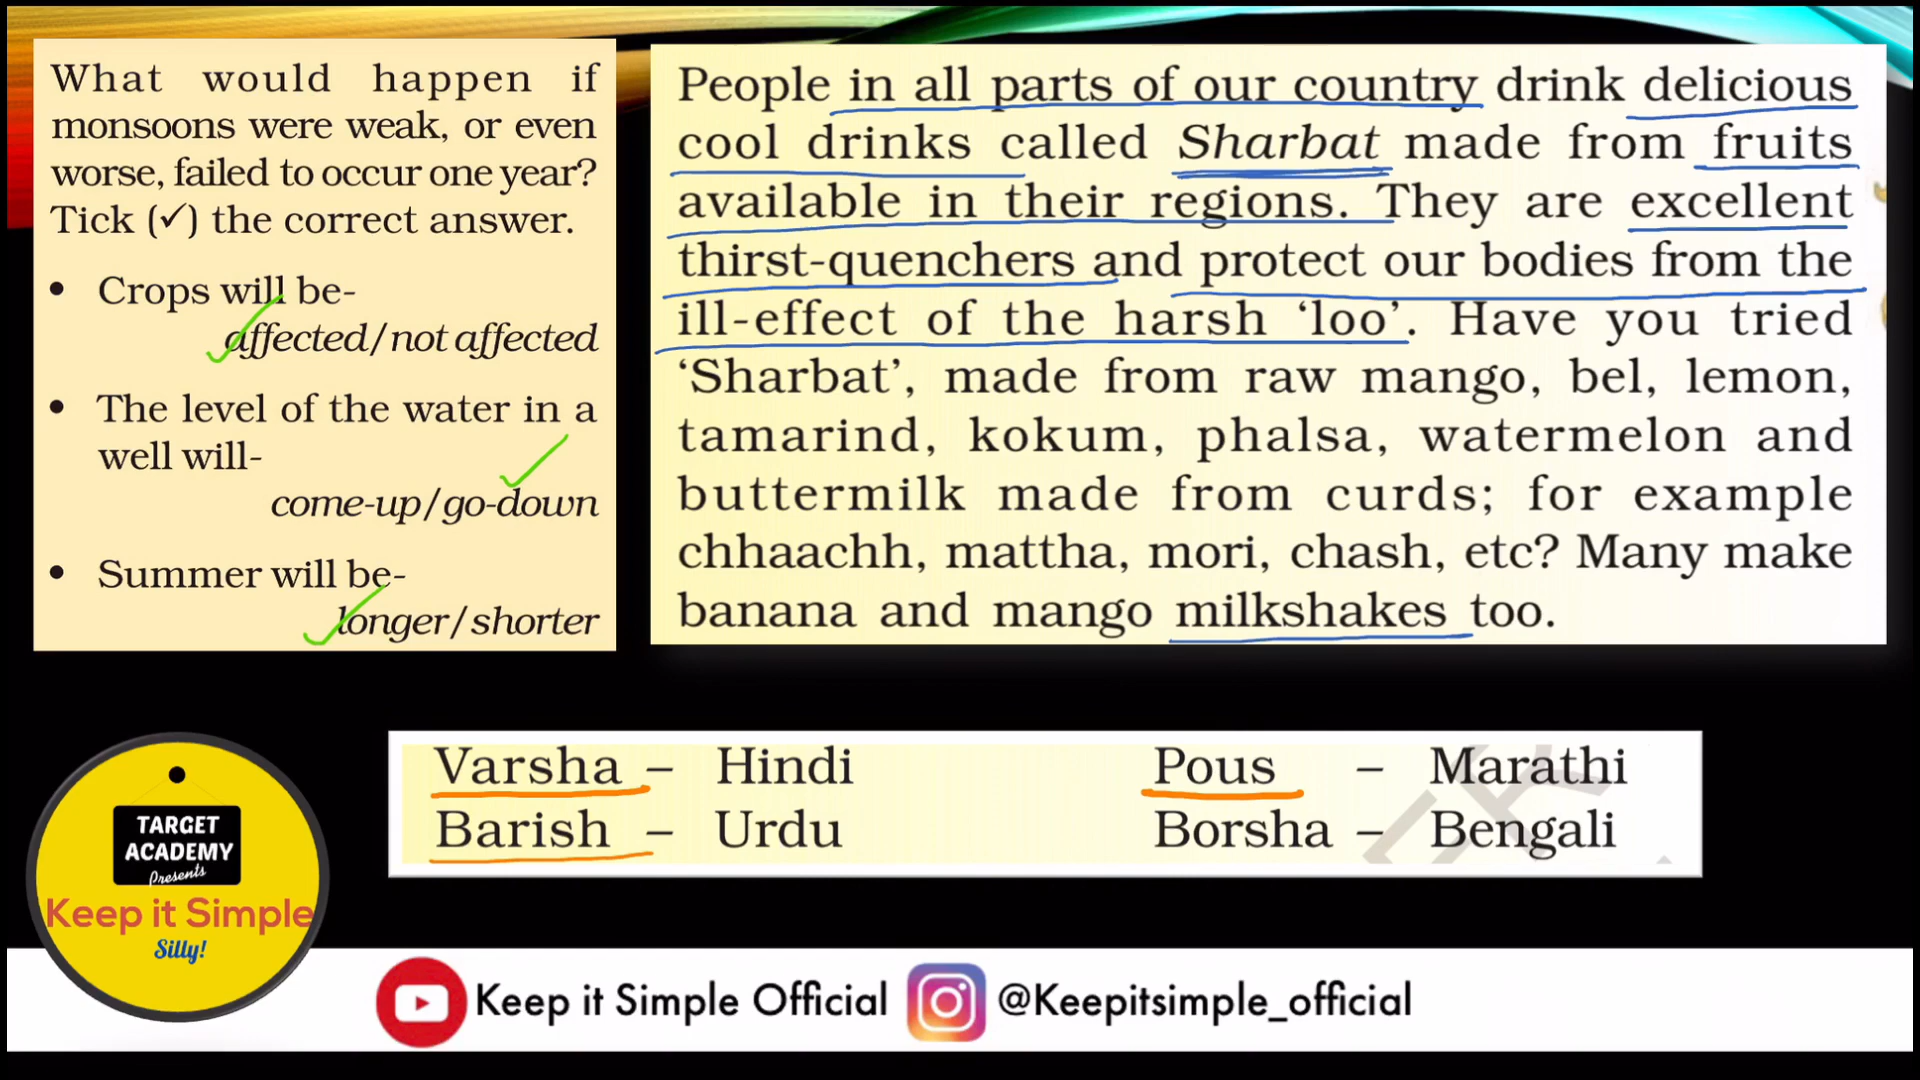 What would happen if
monsoons were weak, or even
worse, failed to occur one year?
Tick (✓) the correct answer.
• Crops will be-
affected/not affected
• The level of the water in a
well will-
come-up/go-down
• Summer will be-
longer/shorter
People in all parts of our country drink delicious
cool drinks called Sharbat made from fruits
available in their regions. They are excellent
thirst-quenchers and protect our bodies from the
ill-effect of the harsh ‘loo’. Have you tried
‘Sharbat’, made from raw mango, bel, lemon,
tamarind, kokum, phalsa, watermelon and
buttermilk made from curds; for example
chhaachh, mattha, mori, chash, etc? Many make
banana and mango milkshakes too.
Varsha – Hindi Pous – Marathi
Barish – Urdu Borsha – Bengali
TARGET
ACADEMY
Presents
Keep it Simple
Silly!
Keep it Simple Official @Keepitsimple_official